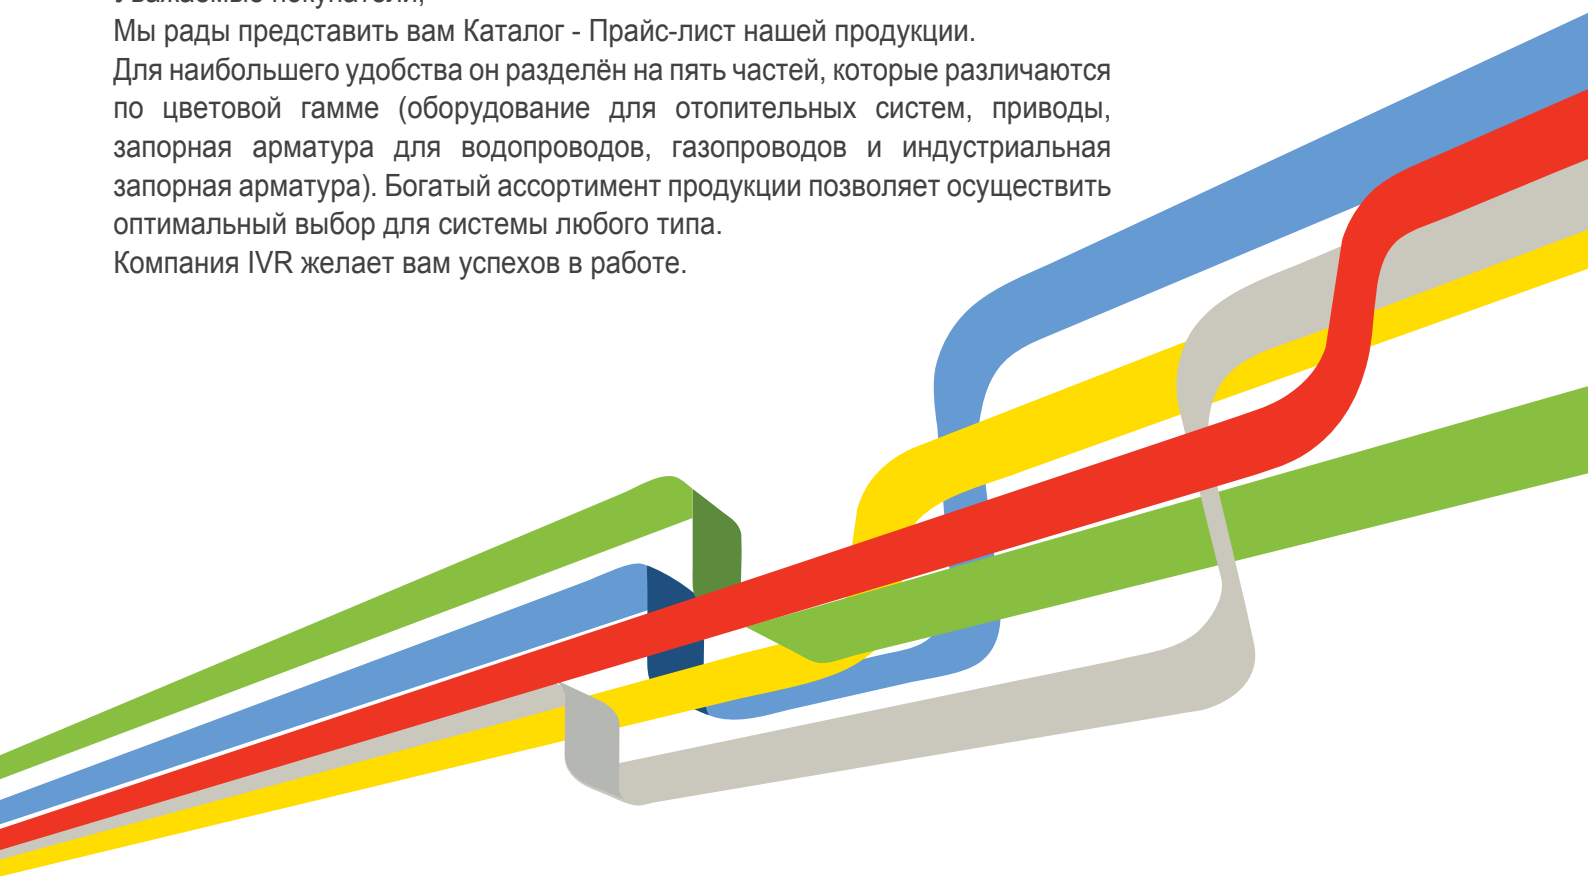 Уважаемые покупатели,
Мы рады представить вам Каталог - Прайс-лист нашей продукции.
Для наибольшего удобства он разделён на пять частей, которые различаются
по цветовой гамме (оборудование для отопительных систем, приводы,
запорная арматура для водопроводов, газопроводов и индустриальная
запорная арматура). Богатый ассортимент продукции позволяет осуществить
оптимальный выбор для системы любого типа.
Компания IVR желает вам успехов в работе.